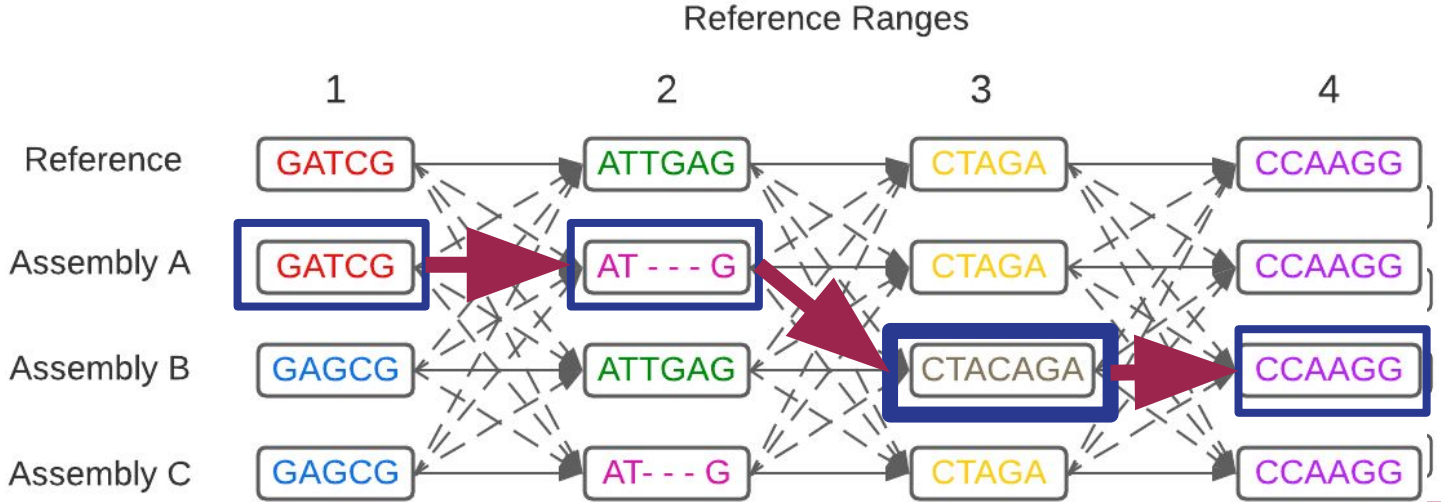 Reference Ranges
1 2 3 4
Reference GATCG ATTGAG CTAGA CCAAGG
Assembly A GATCG AT - - - G CTAGA CCAAGG
Assembly B GAGCG ATTGAG CTACAGA CCAAGG
Assembly C GAGCG AT- - - G CTAGA CCAAGG